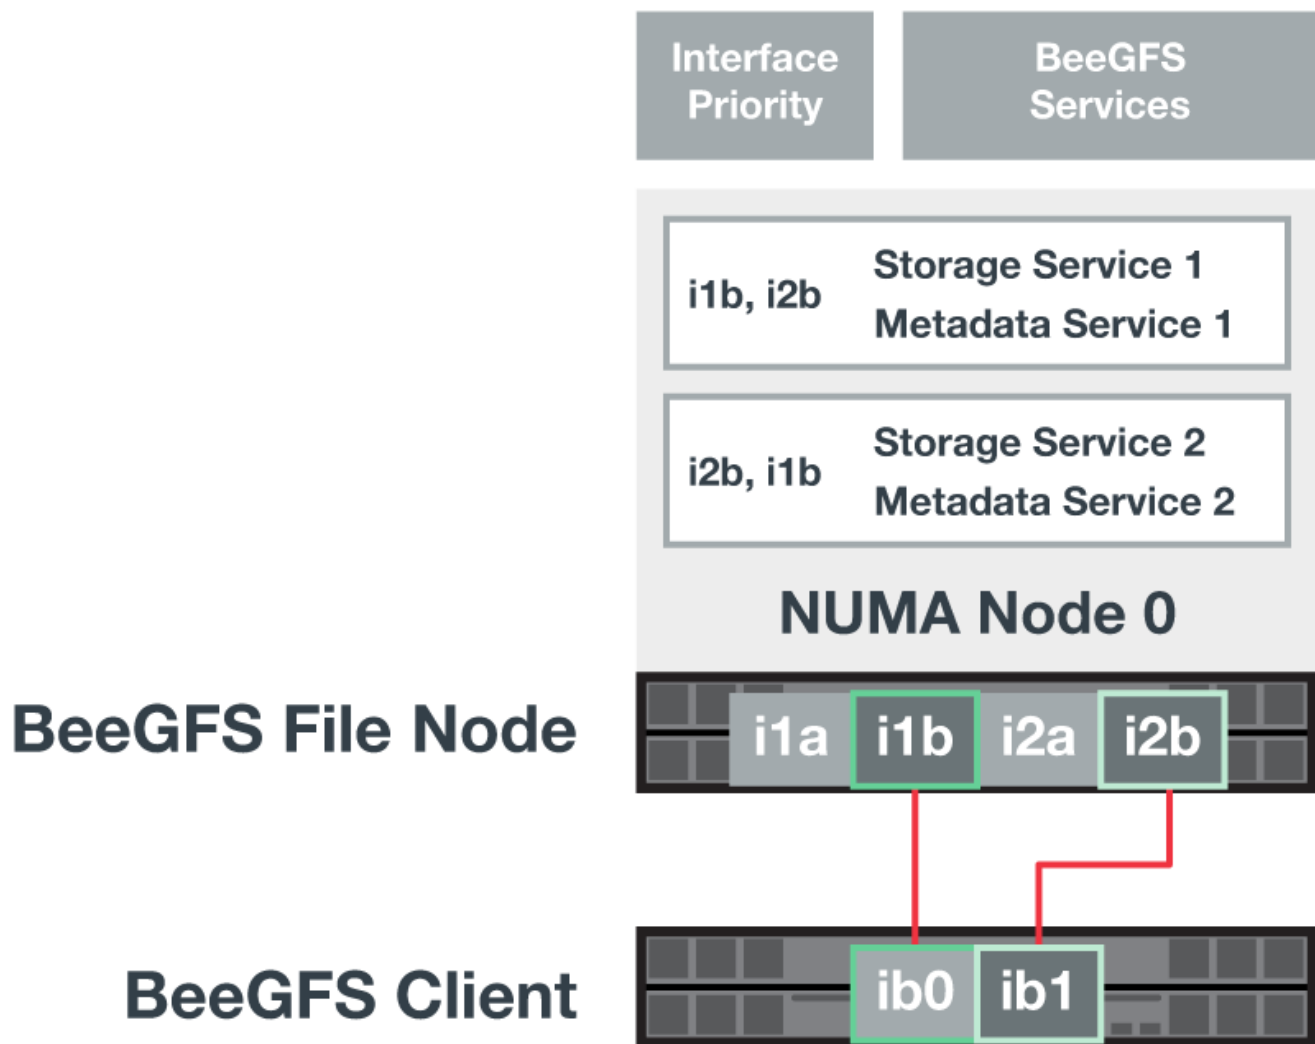 Interface
Priority
BeeGFS
Services
i1b, i2b
Storage Service 1
Metadata Service 1
i2b, i1b
Storage Service 2
Metadata Service 2
NUMA Node 0
BeeGFS File Node
i1a
i1b
i2a
i2b
BeeGFS Client
ib0
ib1